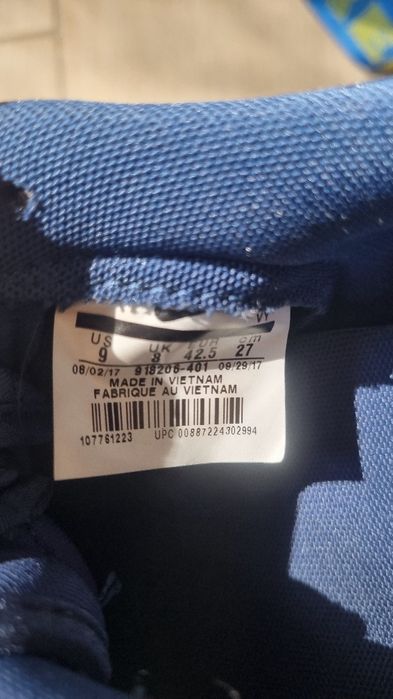 VT
US UK EUR cm
9 8 42.5 27
08/02/17 918206-401 09/29/17
MADE IN VIETNAM
FABRIQUE AU VIETNAM
107761223 UPC 00887224302994